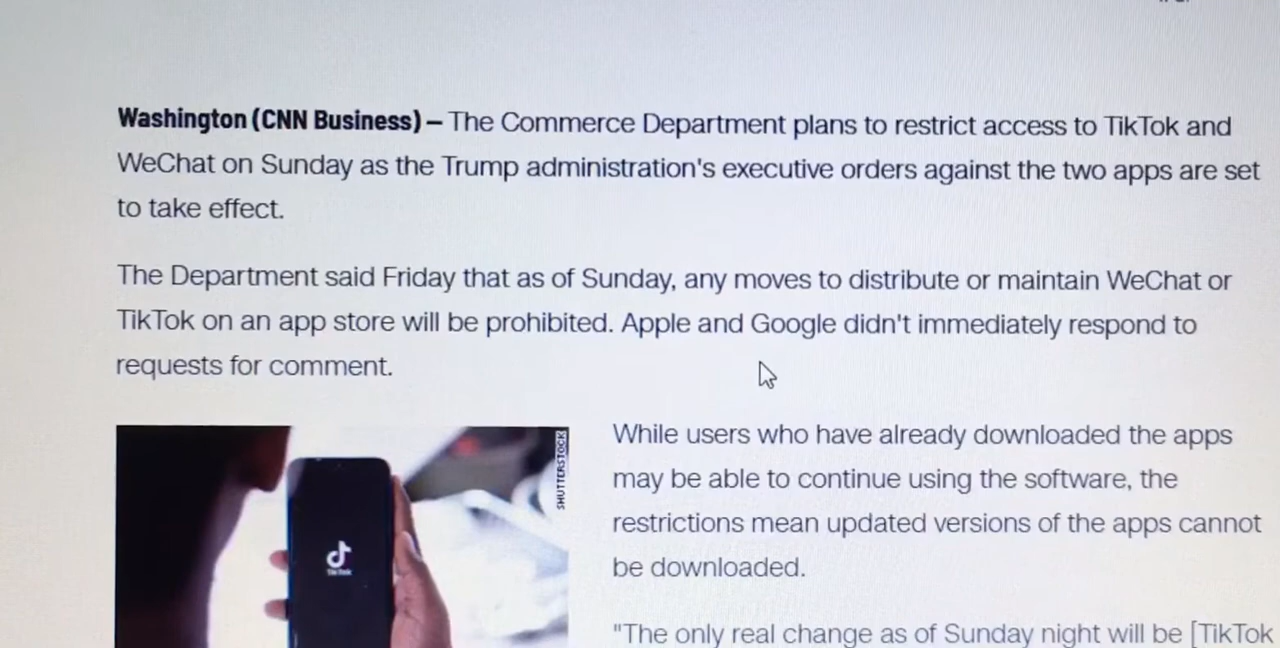 Washington (CNN Business) – The Commerce Department plans to restrict access to TikTok and
WeChat on Sunday as the Trump administration's executive orders against the two apps are set
to take effect.
The Department said Friday that as of Sunday, any moves to distribute or maintain WeChat or
TikTok on an app store will be prohibited. Apple and Google didn't immediately respond to
requests for comment.
SHUTTERSTOCK
TikTok
While users who have already downloaded the apps
may be able to continue using the software, the
restrictions mean updated versions of the apps cannot
be downloaded.
"The only real change as of Sunday night will be [TikTok